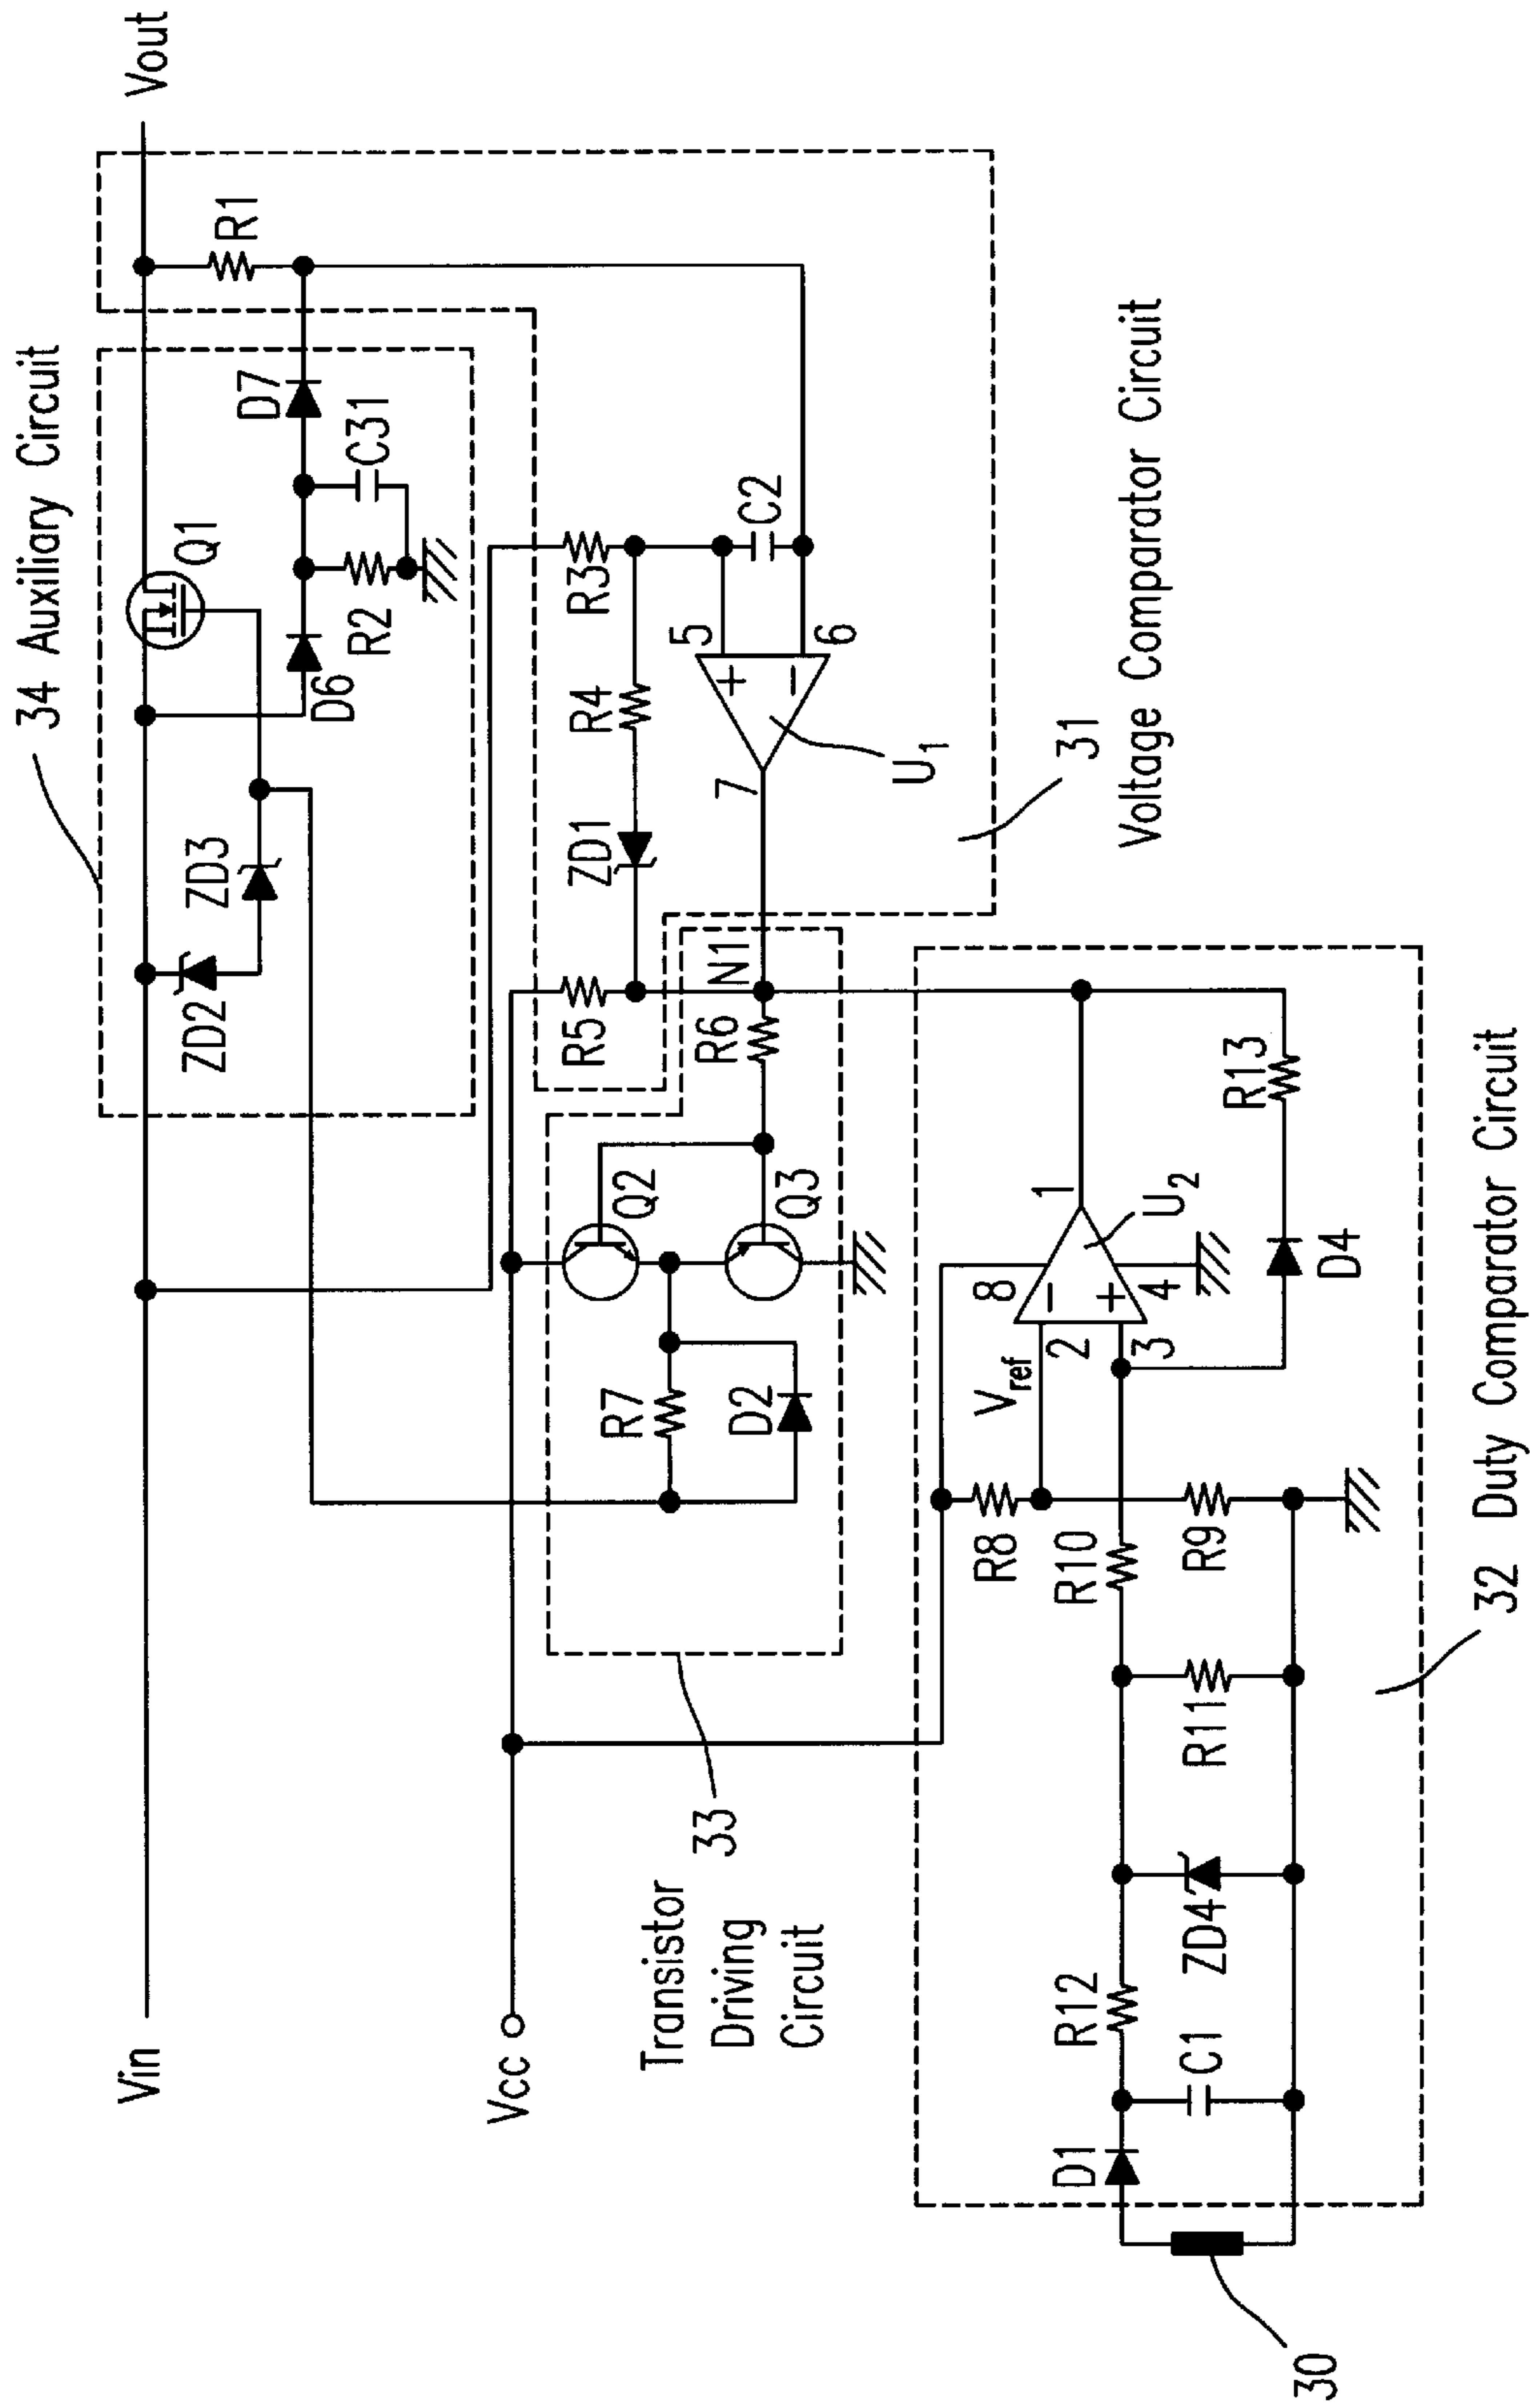 34 Auxiliary Circuit
Vin
Vout
ZD2
ZD3
Q1
D6
D7
R2
C31
R1
Vcc
R5
ZD1
R4
R3
C2
5
6
7
+
−
U1
N1
R6
Q2
Q3
R7
D2
33
Transistor
Driving
Circuit
31
Voltage Comparator Circuit
Vref
8
2
3
4
1
−
+
U2
R8
R9
R10
R11
R12
R13
ZD4
C1
D1
D4
30
32 Duty Comparator Circuit